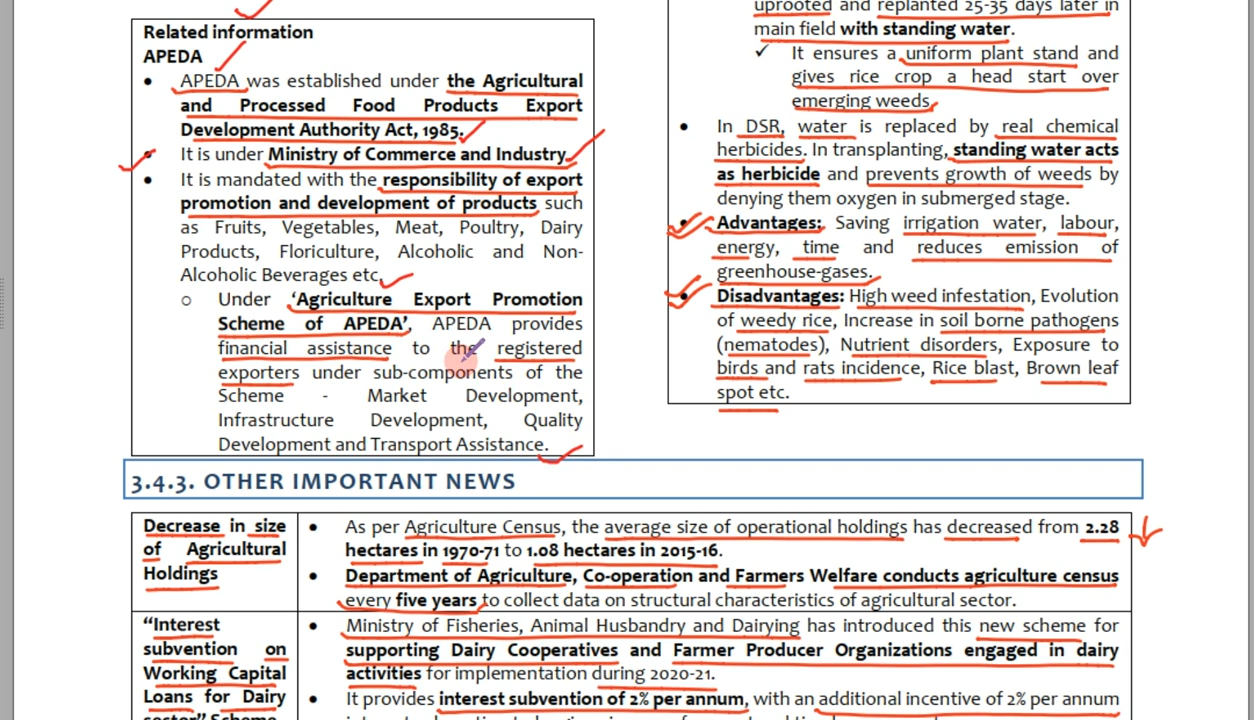 Related information
APEDA
• APEDA was established under the Agricultural
and Processed Food Products Export
Development Authority Act, 1985.
• It is under Ministry of Commerce and Industry
• It is mandated with the responsibility of export
promotion and development of products such
as Fruits, Vegetables, Meat, Poultry, Dairy
Products, Floriculture, Alcoholic and Non-
Alcoholic Beverages etc.
o Under ‘Agriculture Export Promotion
Scheme of APEDA’, APEDA provides
financial assistance to the registered
exporters under sub-components of the
Scheme - Market Development,
Infrastructure Development, Quality
Development and Transport Assistance.
uprooted and replanted 25-35 days later in
main field with standing water.
✓ It ensures a uniform plant stand and
gives rice crop a head start over
emerging weeds.
• In DSR, water is replaced by real chemical
herbicides. In transplanting, standing water acts
as herbicide and prevents growth of weeds by
denying them oxygen in submerged stage.
• Advantages: Saving irrigation water, labour,
energy, time and reduces emission of
greenhouse-gases.
• Disadvantages: High weed infestation, Evolution
of weedy rice, Increase in soil borne pathogens
(nematodes), Nutrient disorders, Exposure to
birds and rats incidence, Rice blast, Brown leaf
spot etc.
3.4.3. OTHER IMPORTANT NEWS
Decrease in size
of Agricultural
Holdings
• As per Agriculture Census, the average size of operational holdings has decreased from 2.28
hectares in 1970-71 to 1.08 hectares in 2015-16.
• Department of Agriculture, Co-operation and Farmers Welfare conducts agriculture census
every five years to collect data on structural characteristics of agricultural sector.
“Interest
subvention on
Working Capital
Loans for Dairy
sector” Scheme
• Ministry of Fisheries, Animal Husbandry and Dairying has introduced this new scheme for
supporting Dairy Cooperatives and Farmer Producer Organizations engaged in dairy
activities for implementation during 2020-21.
• It provides interest subvention of 2% per annum, with an additional incentive of 2% per annum